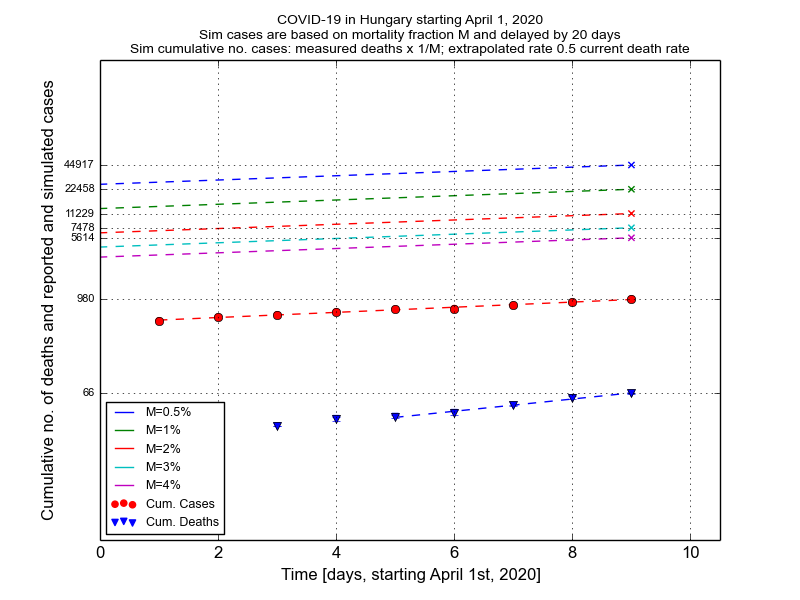 COVID-19 in Hungary starting April 1, 2020
Sim cases are based on mortality fraction M and delayed by 20 days
Sim cumulative no. cases: measured deaths x 1/M; extrapolated rate 0.5 current death rate
Cumulative no. of deaths and reported and simulated cases
44917
22458
11229
7478
5614
980
66
M=0.5%
M=1%
M=2%
M=3%
M=4%
Cum. Cases
Cum. Deaths
0 2 4 6 8 10
Time [days, starting April 1st, 2020]